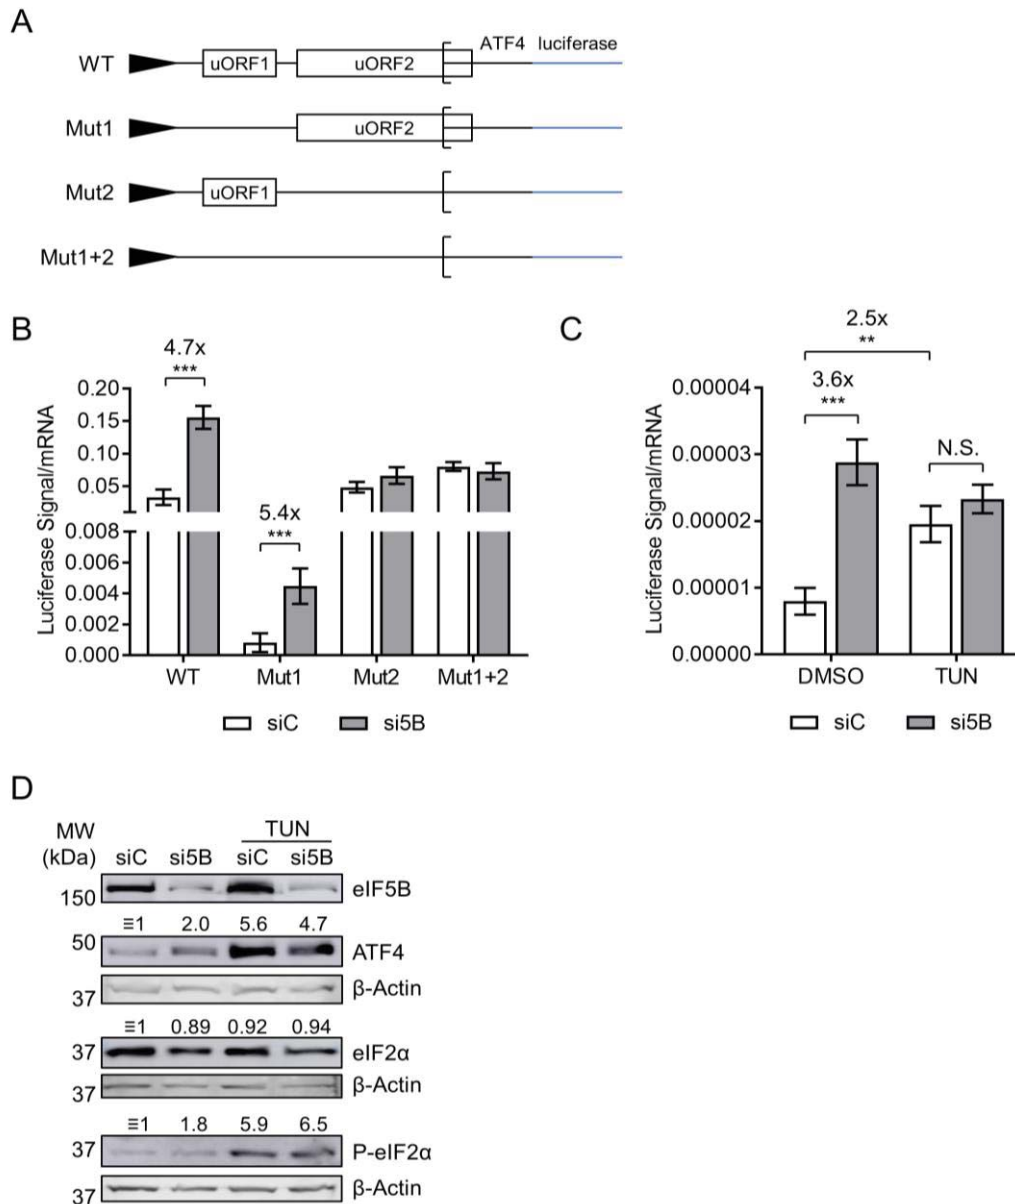 A
ATF4 luciferase
WT uORF1 uORF2
Mut1 uORF2
Mut2 uORF1
Mut1+2
B
4.7x
***
5.4x
***
Luciferase Signal/mRNA
0.20
0.15
0.10
0.05
0.008
0.006
0.004
0.002
0.000
WT Mut1 Mut2 Mut1+2
siC si5B
C
2.5x
**
3.6x
***
N.S.
Luciferase Signal/mRNA
0.00004
0.00003
0.00002
0.00001
0.00000
DMSO TUN
siC si5B
D
TUN
MW
(kDa) siC si5B siC si5B
150 eIF5B
≡1 2.0 5.6 4.7
50 ATF4
37 β-Actin
≡1 0.89 0.92 0.94
37 eIF2α
37 β-Actin
≡1 1.8 5.9 6.5
37 P-eIF2α
37 β-Actin